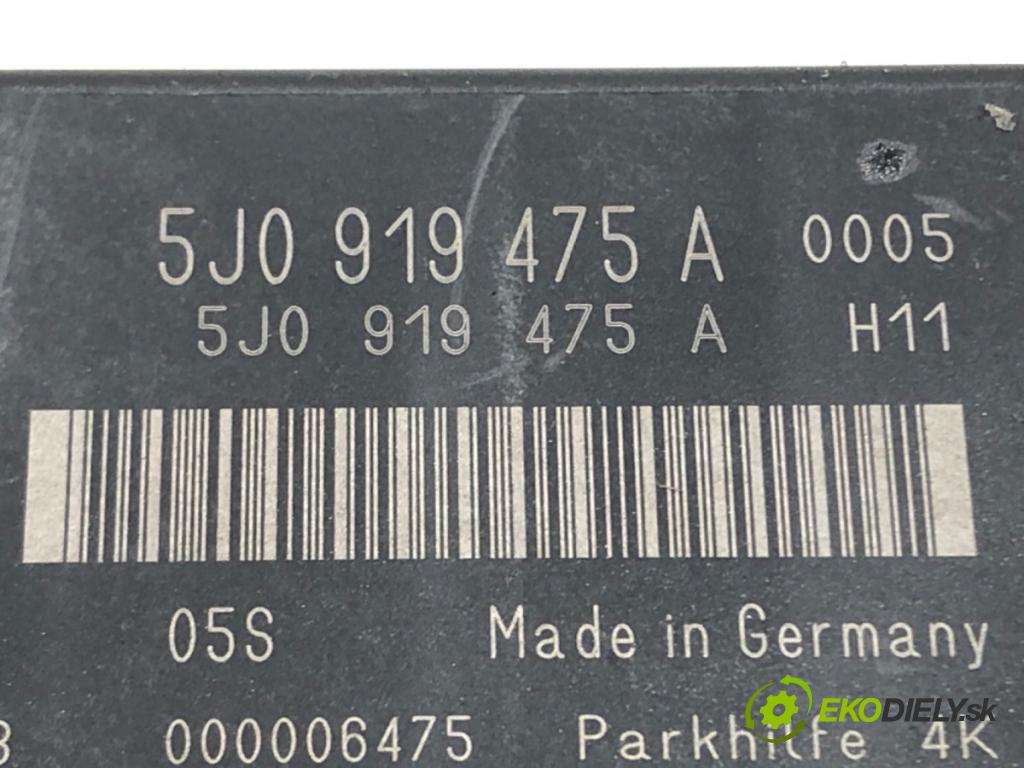 5J0 919 475 A 0005
5J0 919 475 A H11
05S Made in Germany
000006475 Parkhilfe 4K
EKODIELY.sk